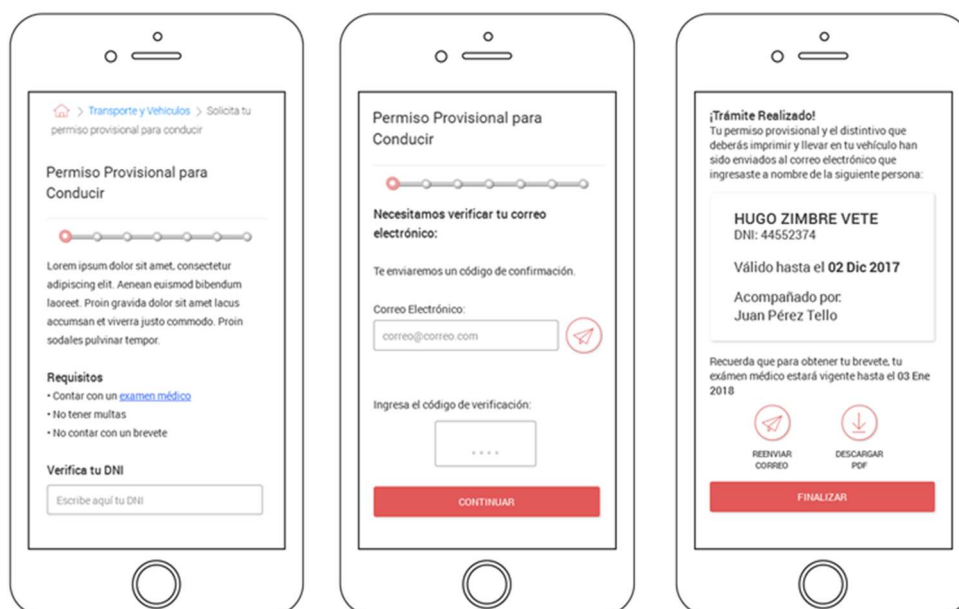 > Transporte y Vehículos > Solicita tu
permiso provisional para conducir
Permiso Provisional para
Conducir
Lorem ipsum dolor sit amet, consectetur
adipiscing elit. Aenean euismod bibendum
laoreet. Proin gravida dolor sit amet lacus
accumsan et viverra justo commodo. Proin
sodales pulvinar tempor.
Requisitos
• Contar con un examen médico
• No tener multas
• No contar con un brevete
Verifica tu DNI
Escribe aquí tu DNI
Permiso Provisional para
Conducir
Necesitamos verificar tu correo
electrónico:
Te enviaremos un código de confirmación.
Correo Electrónico:
correo@correo.com
Ingresa el código de verificación:
....
CONTINUAR
¡Trámite Realizado!
Tu permiso provisional y el distintivo que
deberás imprimir y llevar en tu vehículo han
sido enviados al correo electrónico que
ingresaste a nombre de la siguiente persona:
HUGO ZIMBRE VETE
DNI: 44552374
Válido hasta el 02 Dic 2017
Acompañado por:
Juan Pérez Tello
Recuerda que para obtener tu brevete, tu
exámen médico estará vigente hasta el 03 Ene
2018
REENVIAR
CORREO
DESCARGAR
PDF
FINALIZAR